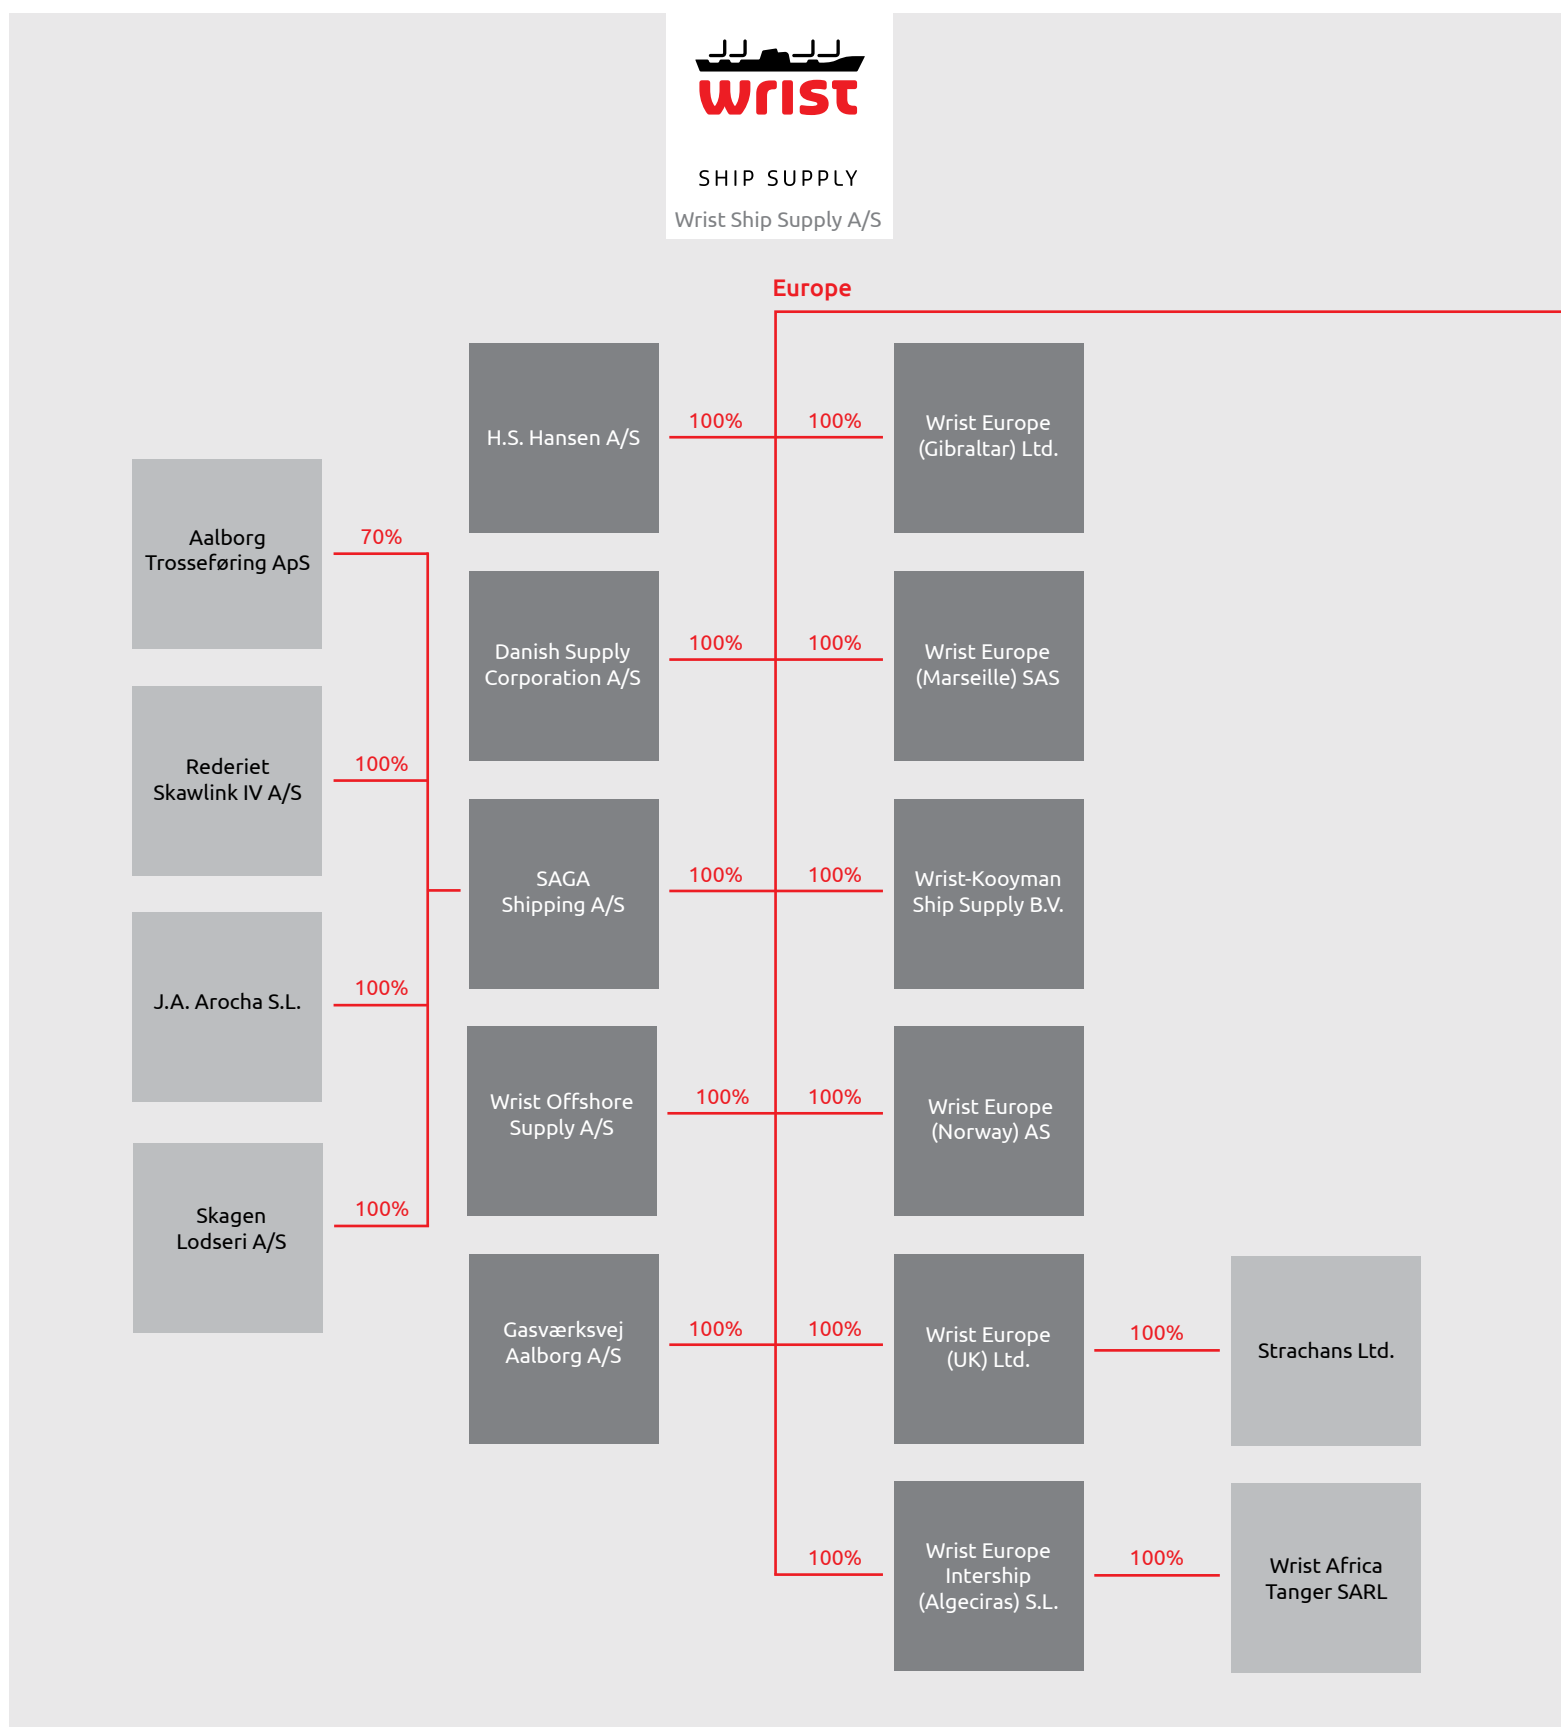 wrist
SHIP SUPPLY
Wrist Ship Supply A/S
Europe
H.S. Hansen A/S
100%
100%
Wrist Europe
(Gibraltar) Ltd.
Aalborg
Trosseføring ApS
70%
Danish Supply
Corporation A/S
100%
100%
Wrist Europe
(Marseille) SAS
Rederiet
Skawlink IV A/S
100%
SAGA
Shipping A/S
100%
100%
Wrist-Kooyman
Ship Supply B.V.
J.A. Arocha S.L.
100%
Wrist Offshore
Supply A/S
100%
100%
Wrist Europe
(Norway) AS
Skagen
Lodseri A/S
100%
Gasværksvej
Aalborg A/S
100%
100%
Wrist Europe
(UK) Ltd.
100%
Strachans Ltd.
100%
Wrist Europe
Intership
(Algeciras) S.L.
100%
Wrist Africa
Tanger SARL